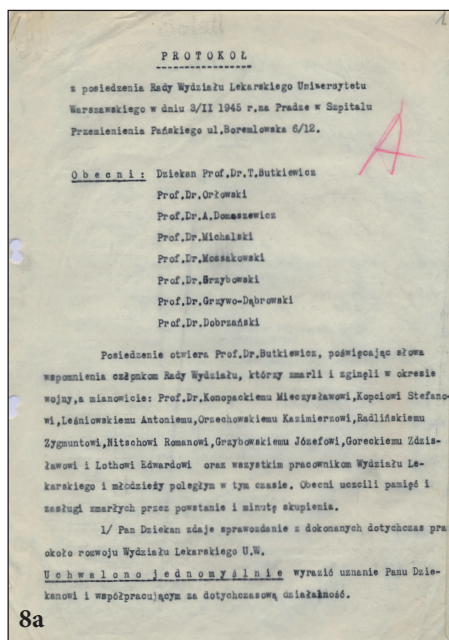 1
P R O T O K O Ł
z posiedzenia Rady Wydziału Lekarskiego Uniwersytetu
Warszawskiego w dniu 3/II 1945 r.na Pradze w Szpitalu
Przemienienia Pańskiego ul,Boremlowska 6/12.
A
O b e c n i : Dziekan Prof.Dr.T.Butkiewicz
Prof.Dr.Orłowski
Prof.Dr.A.Domaszewicz
Prof.Dr.Michalski
Prof.Dr.Mossakowski
Prof.Dr.Grzybowski
Prof.Dr.Grzywo-Dąbrowski
Prof.Dr.Dobrzański
Posiedzenie otwiera Prof.Dr.Butkiewicz, poświęcając słowa
wspomnienia członkom Rady Wydziału, którzy zmarli i zginęli w okresie
wojny,a mianowicie: Prof.Dr.Konopackiemu Mieczysławowi,Kopciowi Stefano-
wi,Leśniowskiemu Antoniemu,Orzechowskiemu Kazimierzowi,Radlińskiemu
Zygmuntowi,Nitschowi Romanowi,Grzybowskiemu Józefowi,Goreckiemu Zdzis-
ławowi i Lothowi Edwardowi oraz wszystkim pracownikom Wydziału Le-
karskiego i młodzieży poległym w tym czasie. Obecni uczcili pamięć i
zasługi zmarłych przez powstanie i minutę skupienia.
1/ Pan Dziekan zdaje sprawozdanie z dokonanych dotychczas prac
około rozwoju Wydziału Lekarskiego U.W.
U c h w a l o n o j e d n o m y ś l n i e wyrazić uznanie Panu Dzie-
kanowi i współpracującym za dotychczasową działalność.
8a